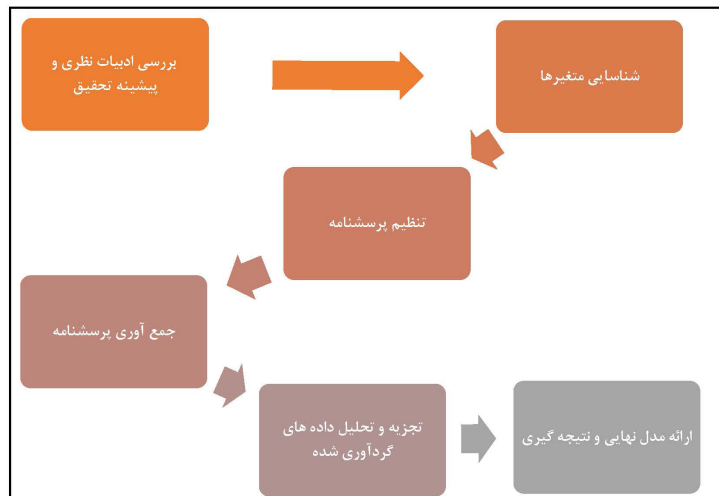 بررسی ادبیات نظری و
پیشینه تحقیق
شناسایی متغیرها
تنظیم پرسشنامه
جمع آوری پرسشنامه
تجزیه و تحلیل داده های
گردآوری شده
ارائه مدل نهایی و نتیجه گیری